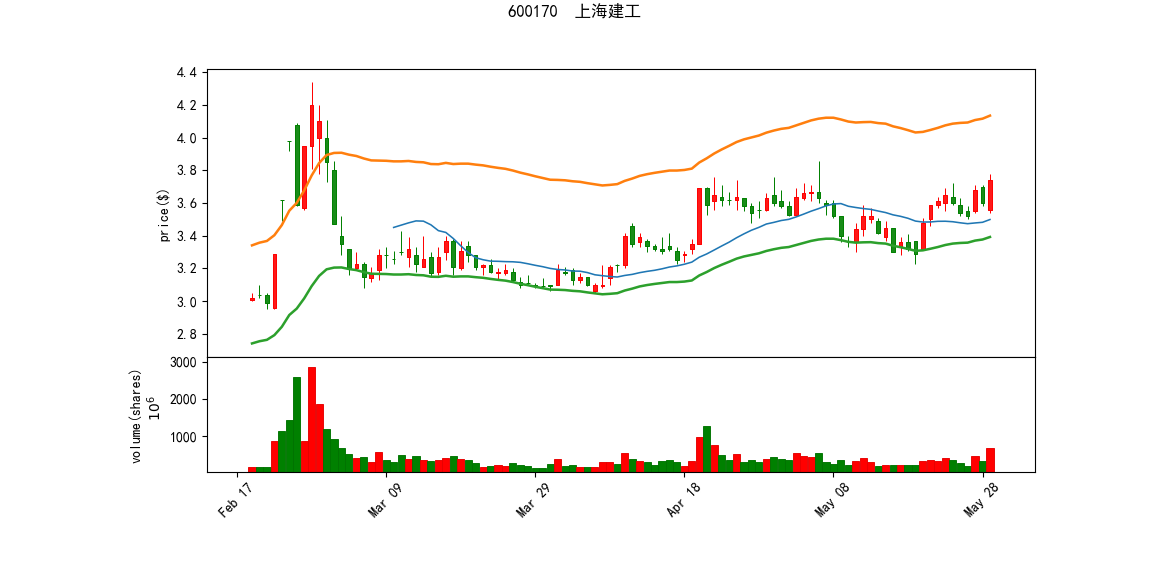 600170 上海建工
price($)
4.4
4.2
4.0
3.8
3.6
3.4
3.2
3.0
2.8
volume(shares)
10^6
3000
2000
1000
Feb 17
Mar 09
Mar 29
Apr 18
May 08
May 28